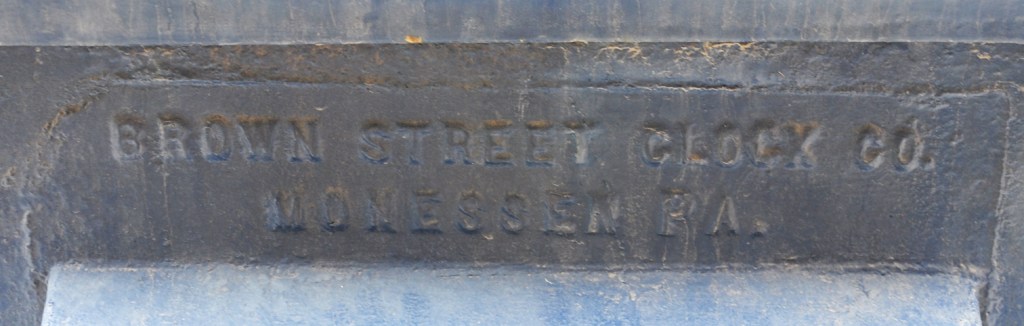 BROWN STREET CLOCK CO.
MONESSEN PA.